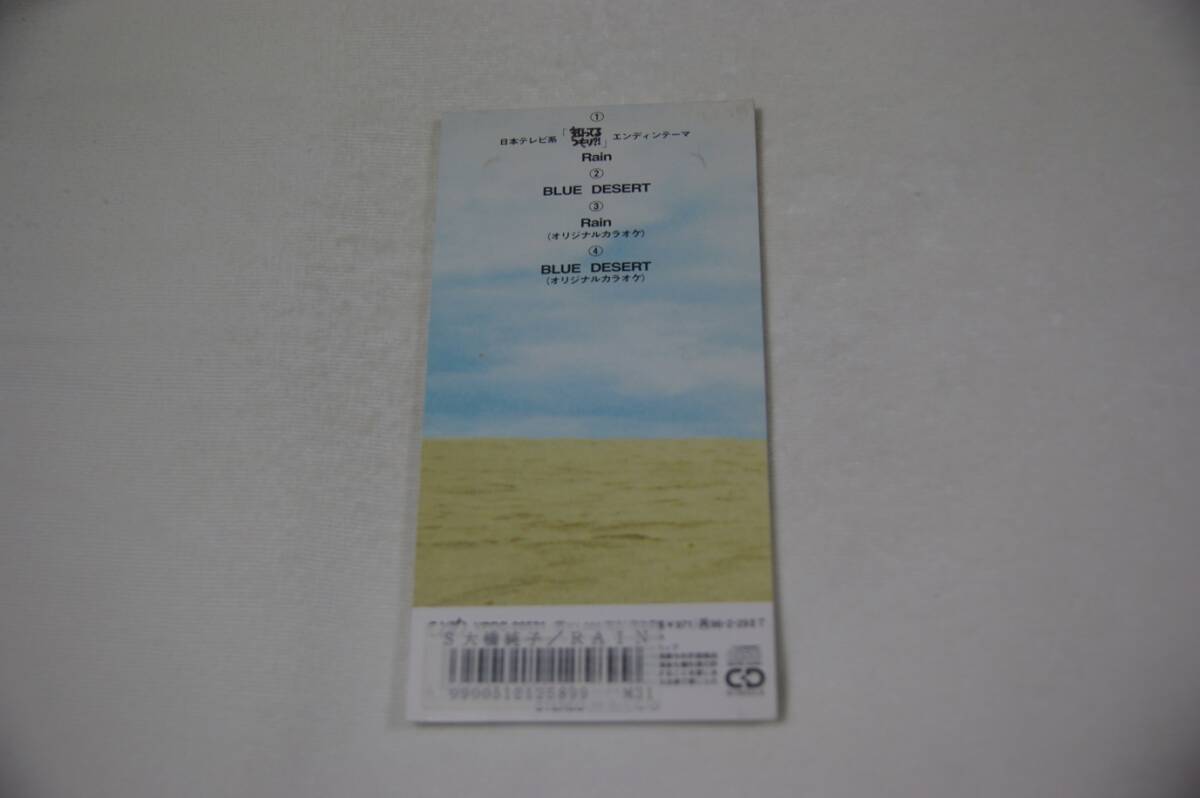 ①
日本テレビ系「知ってるつもり?!」エンディンテーマ
Rain
②
BLUE DESERT
③
Rain
(オリジナルカラオケ)
④
BLUE DESERT
(オリジナルカラオケ)
S大橋純子／RAIN